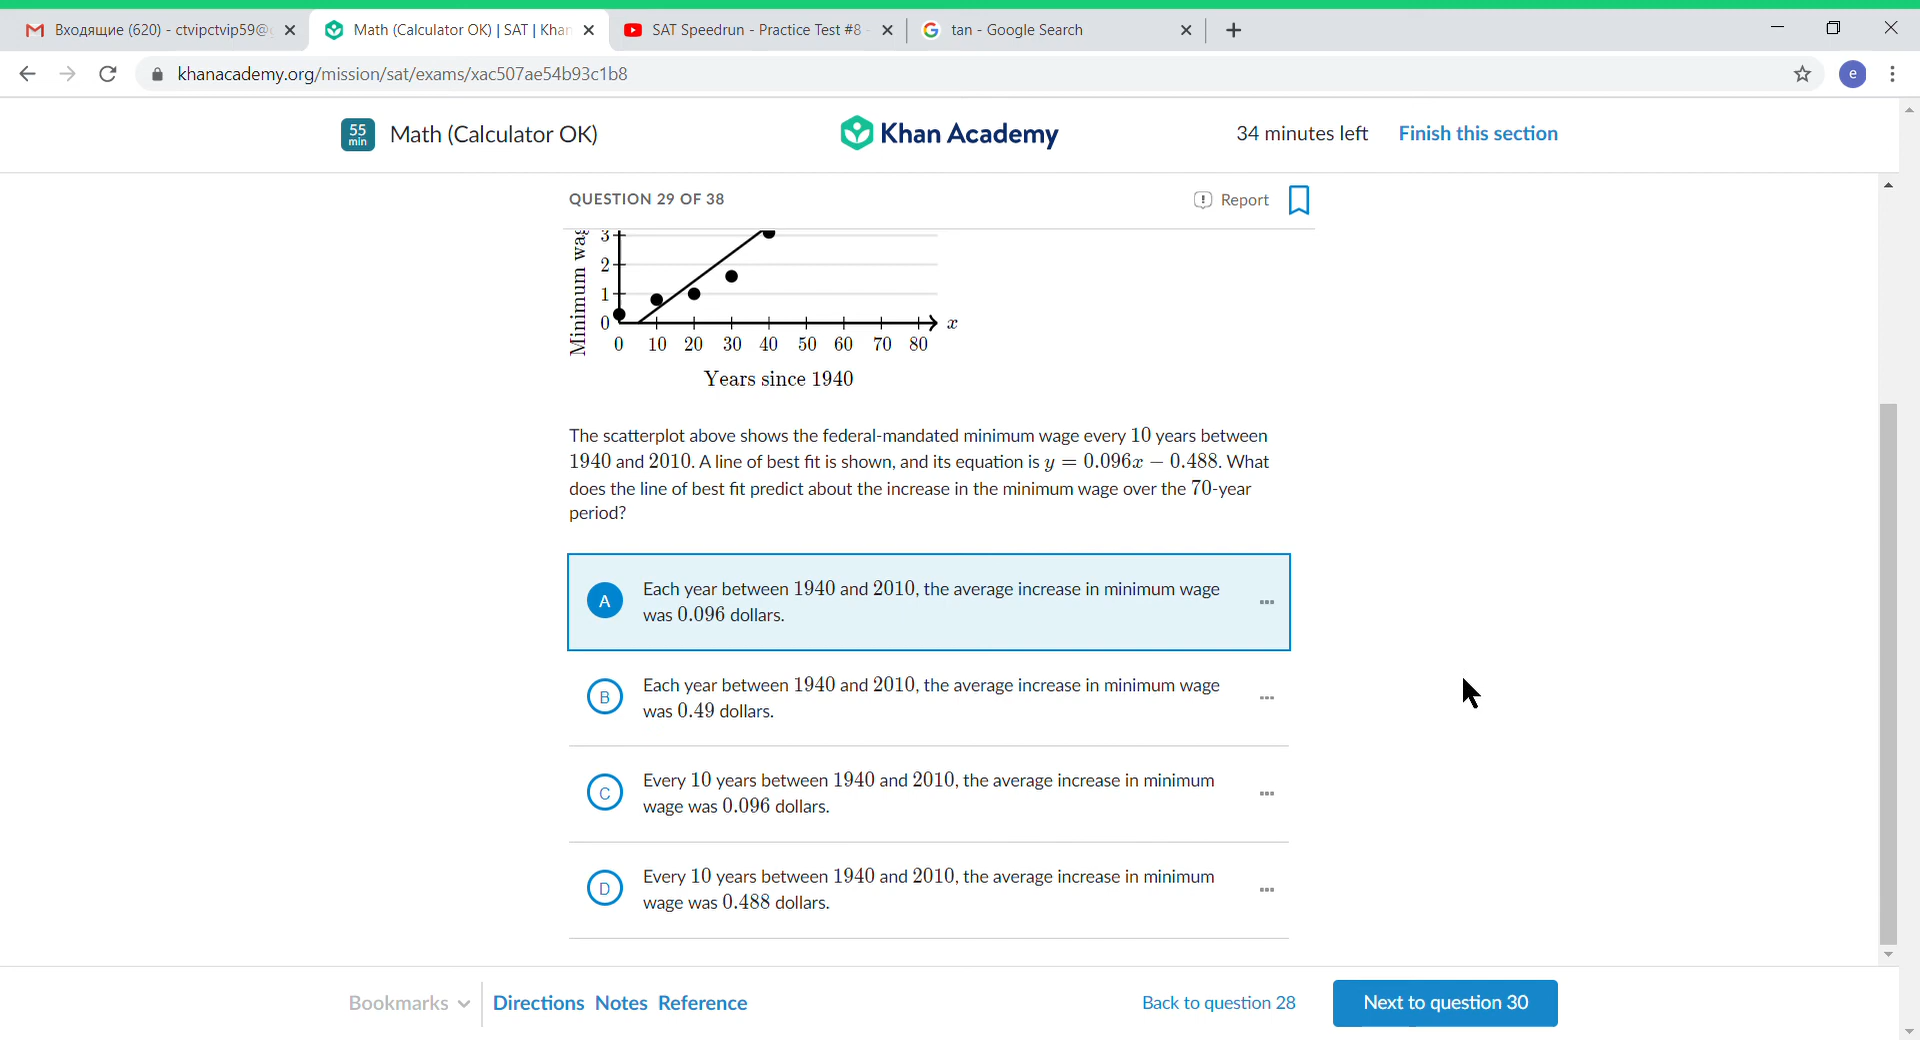 Входящие (620) - ctvipctvip59@
Math (Calculator OK) | SAT | Khan
SAT Speedrun - Practice Test #8 -
tan - Google Search
khanacademy.org/mission/sat/exams/xac507ae54b93c1b8
e
55 min
Math (Calculator OK)
Khan Academy
34 minutes left
Finish this section
QUESTION 29 OF 38
Report
Minimum wag
3
2
1
0
x
0 10 20 30 40 50 60 70 80
Years since 1940
The scatterplot above shows the federal-mandated minimum wage every 10 years between
1940 and 2010. A line of best fit is shown, and its equation is y = 0.096x − 0.488. What
does the line of best fit predict about the increase in the minimum wage over the 70-year
period?
A
Each year between 1940 and 2010, the average increase in minimum wage
was 0.096 dollars.
B
Each year between 1940 and 2010, the average increase in minimum wage
was 0.49 dollars.
C
Every 10 years between 1940 and 2010, the average increase in minimum
wage was 0.096 dollars.
D
Every 10 years between 1940 and 2010, the average increase in minimum
wage was 0.488 dollars.
Bookmarks
Directions
Notes
Reference
Back to question 28
Next to question 30